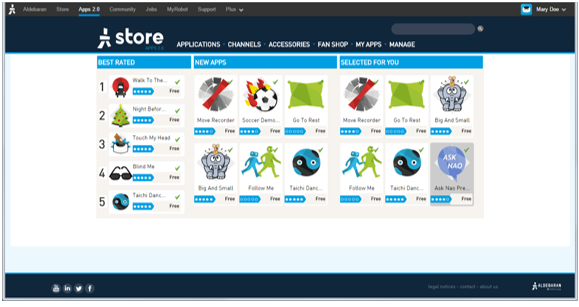 Aldebaran Store Apps 2.0 Community Jobs MyRobot Support Plus Mary Doe
store
APPS 2.0
APPLICATIONS · CHANNELS · ACCESSORIES · FAN SHOP · MY APPS · MANAGE
BEST RATED
1 Walk To The...
Free
2 Night Befor...
Free
3 Touch My Head
Free
4 Blind Me
Free
5 Taichi Danc...
Free
NEW APPS
Move Recorder Soccer Demo... Go To Rest
Free Free Free
Big And Small Follow Me Taichi Danc...
Free Free Free
SELECTED FOR YOU
Move Recorder Go To Rest Big And Small
Free Free Free
ASK
NAO
Follow Me Taichi Danc... Ask Nao Pre...
Free Free Free
legal notices - contact - about us
ALDEBARAN